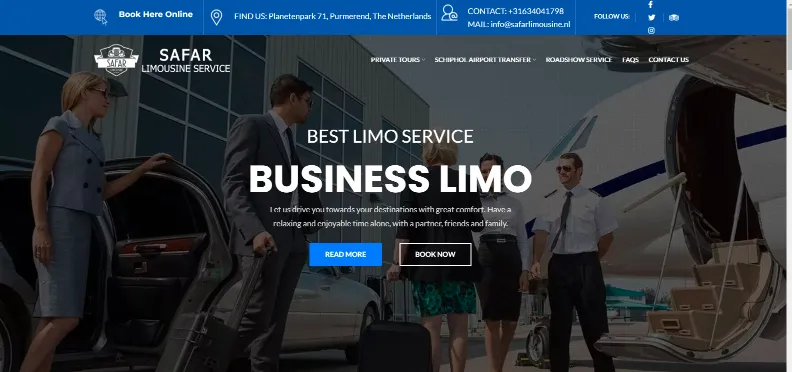 Book Here Online
FIND US: Planetenpark 71, Purmerend, The Netherlands
CONTACT: +31634041798
MAIL: info@safarlimousine.nl
FOLLOW US:
SAFAR
SAFAR
LIMOUSINE SERVICE
PRIVATE TOURS
SCHIPHOL AIRPORT TRANSFER
ROADSHOW SERVICE
FAQS
CONTACT US
BEST LIMO SERVICE
BUSINESS LIMO
Let us drive you towards your destinations with great comfort. Have a
relaxing and enjoyable time alone, with a partner, friends and family.
READ MORE
BOOK NOW